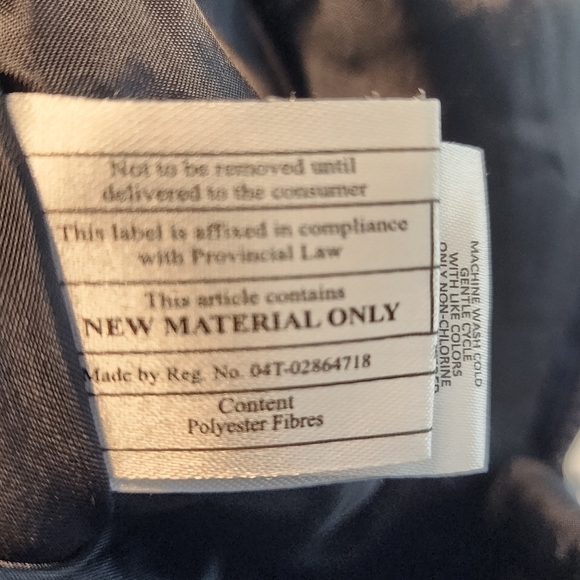 Not to be removed until
delivered to the consumer
This label is affixed in compliance
with Provincial Law
This article contains
NEW MATERIAL ONLY
Made by Reg. No. 04T-02864718
Content
Polyester Fibres
MACHINE WASH COLD
GENTLE CYCLE
WITH LIKE COLORS
ONLY NON-CHLORINE